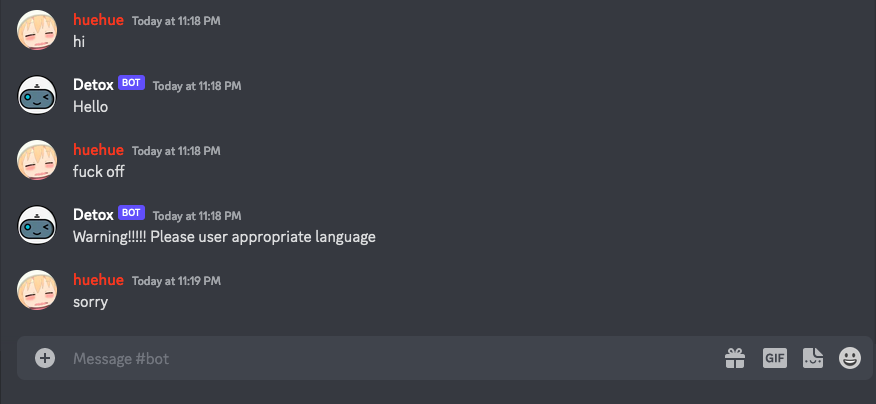 huehue Today at 11:18 PM
hi
Detox BOT Today at 11:18 PM
Hello
huehue Today at 11:18 PM
fuck off
Detox BOT Today at 11:18 PM
Warning!!!!! Please user appropriate language
huehue Today at 11:19 PM
sorry
Message #bot GIF